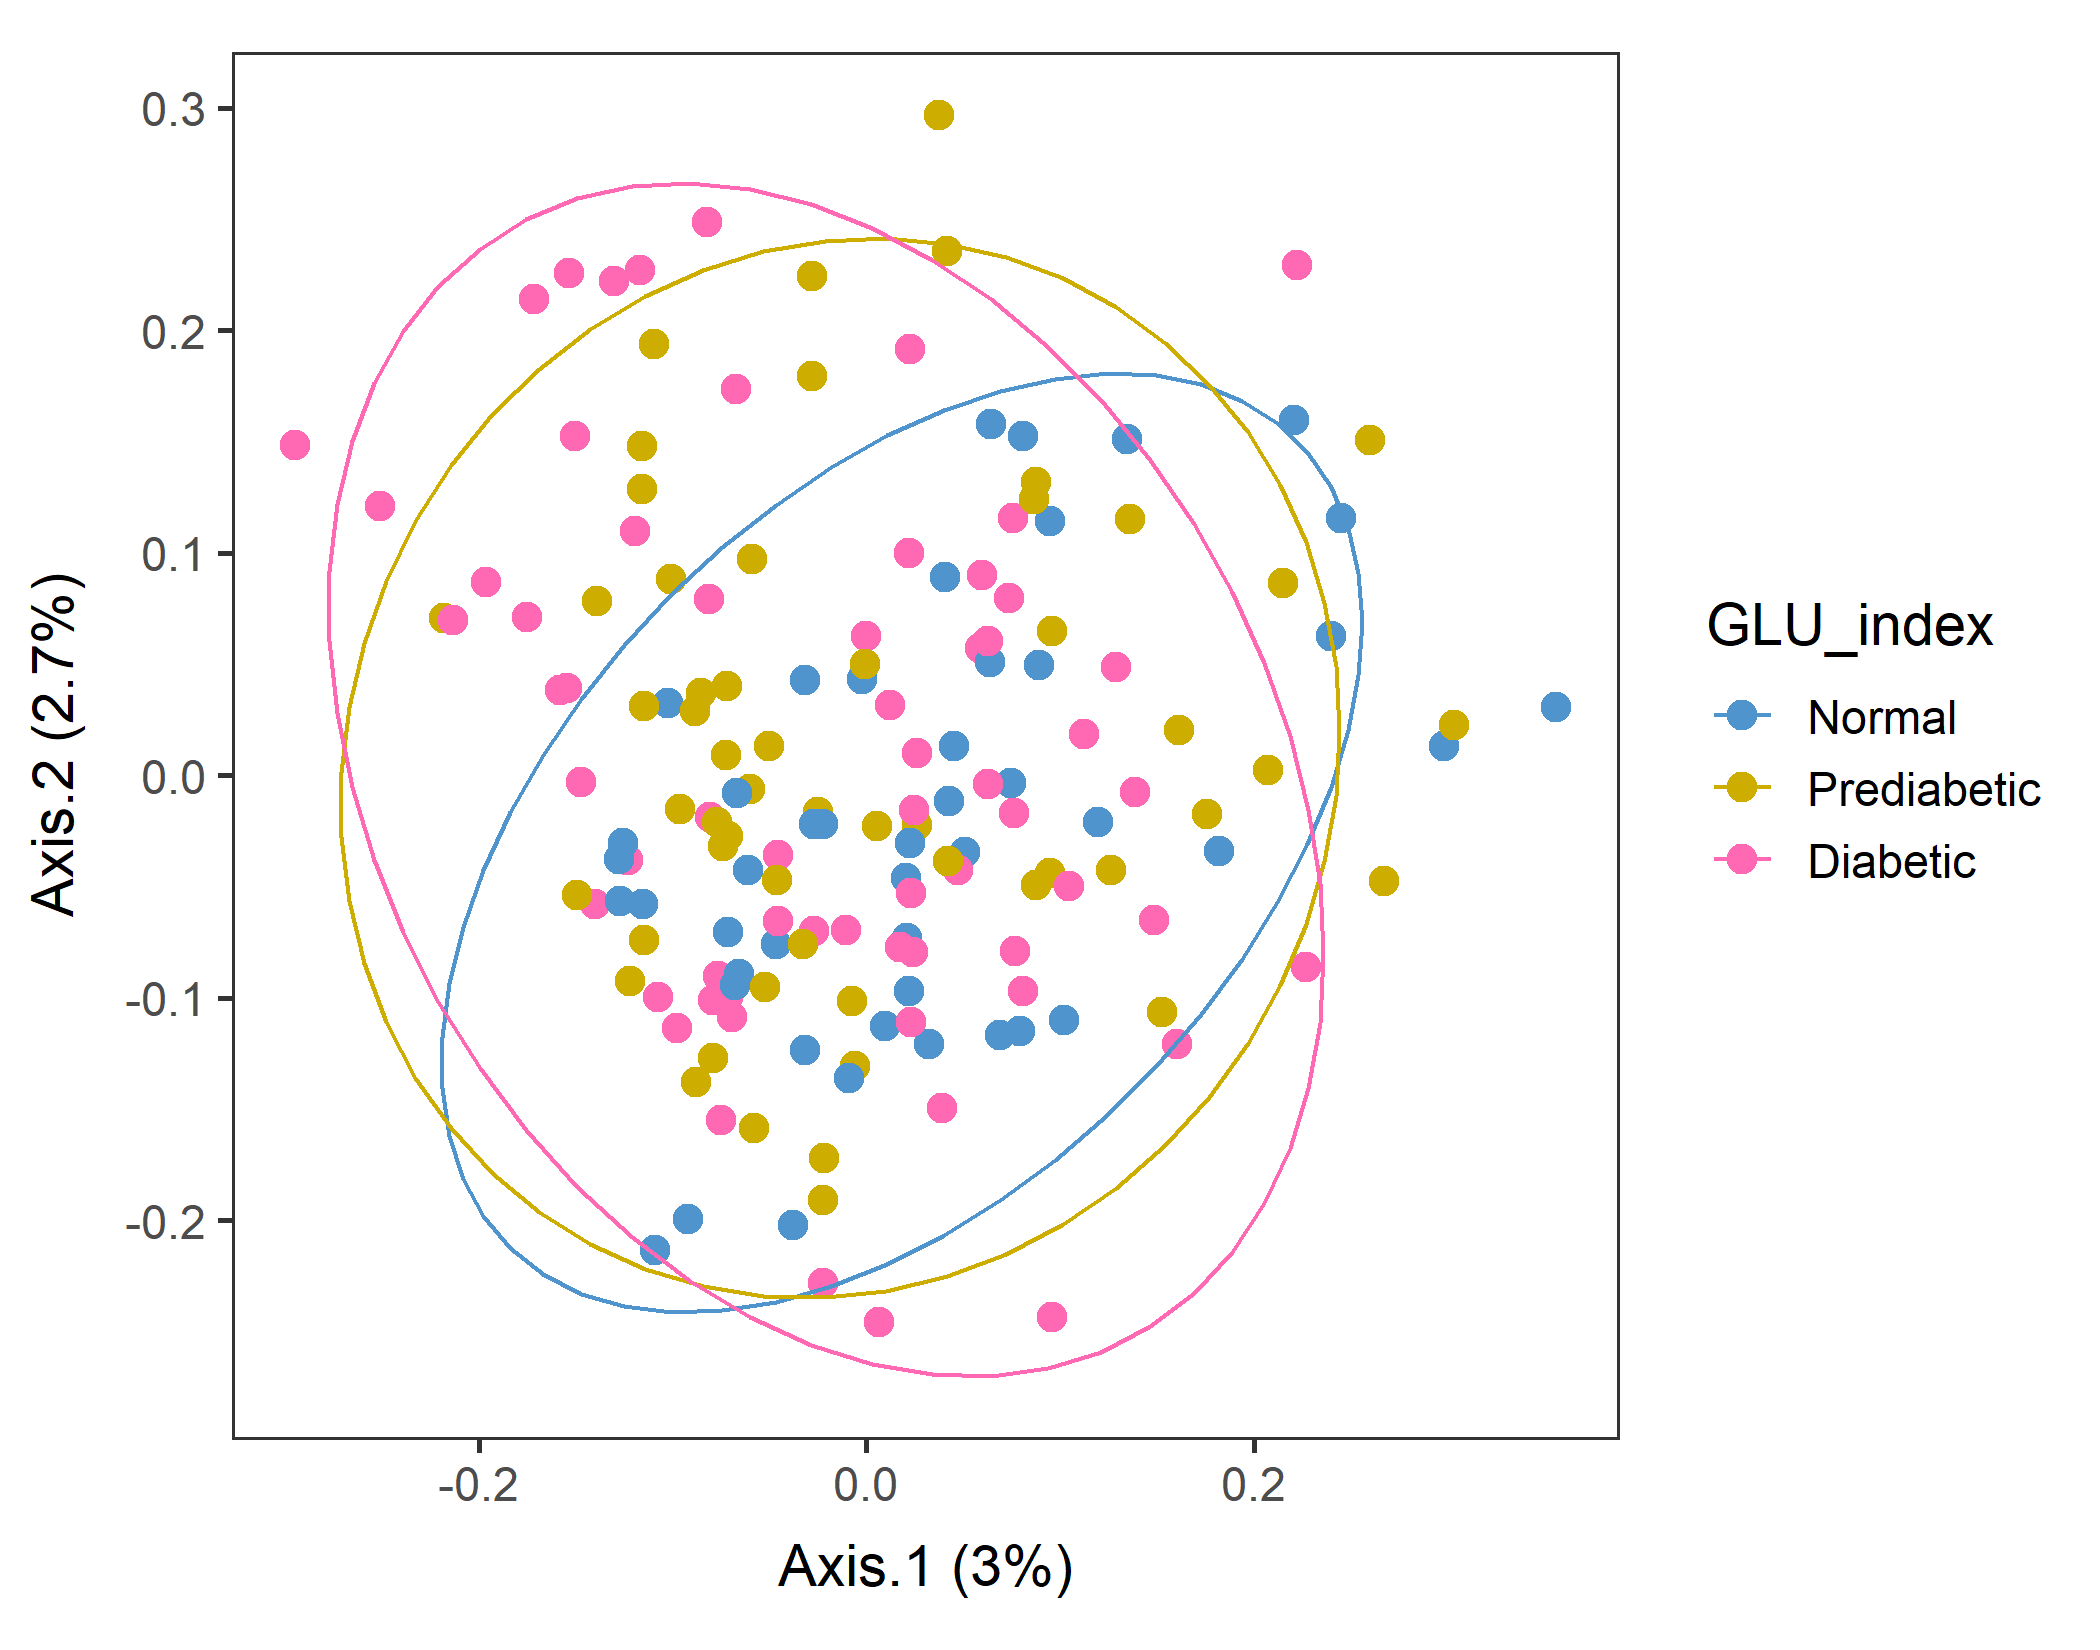 0.3
0.2
0.1
0.0
-0.1
-0.2
Axis.2 (2.7%)
-0.2 0.0 0.2
Axis.1 (3%)
GLU_index
Normal
Prediabetic
Diabetic